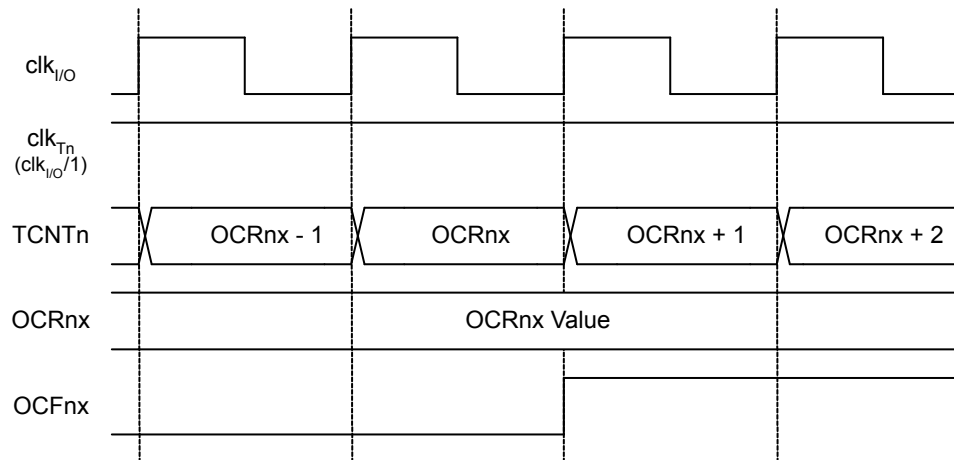 clkI/O
clkTn
(clkI/O/1)
TCNTn OCRnx - 1 OCRnx OCRnx + 1 OCRnx + 2
OCRnx OCRnx Value
OCFnx